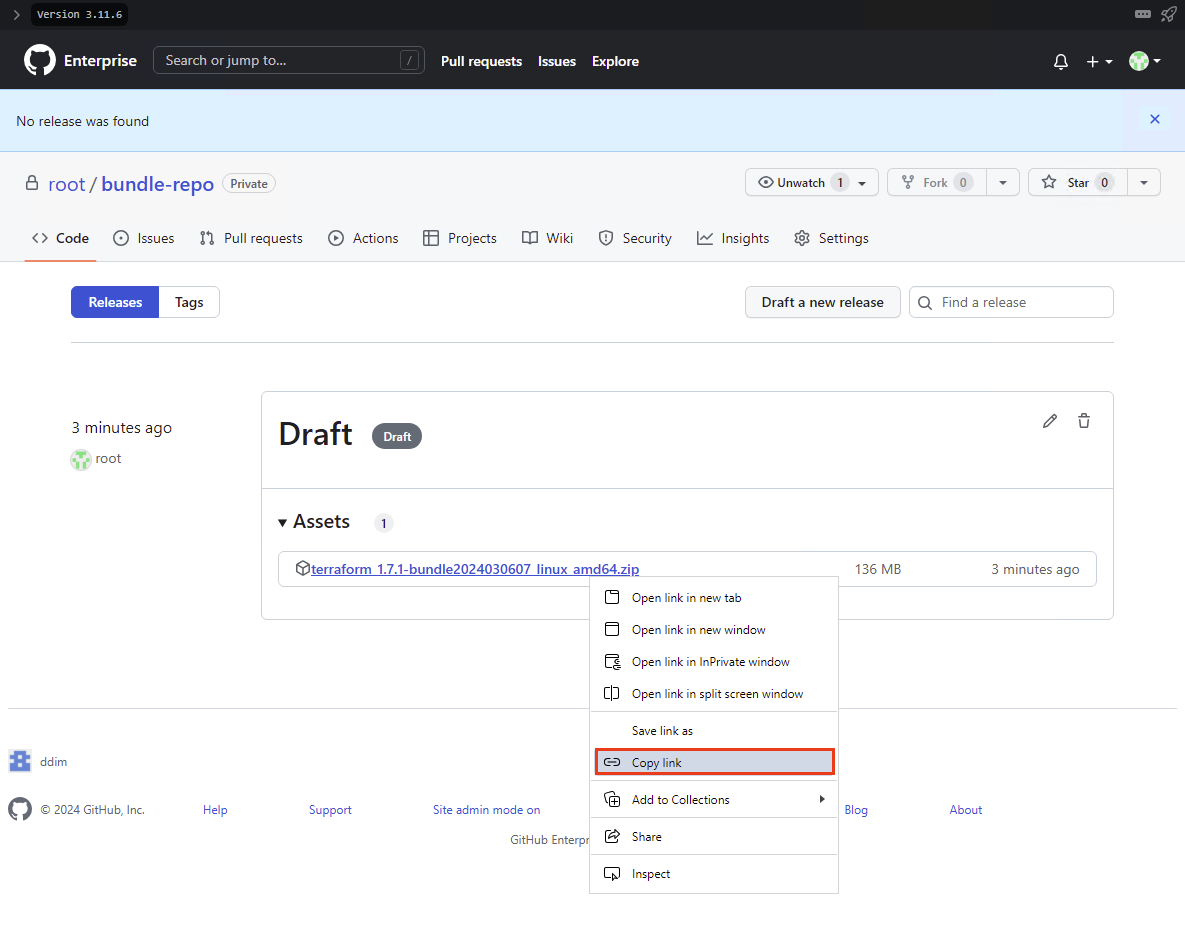 Version 3.11.6
Enterprise Search or jump to... / Pull requests Issues Explore
No release was found
root / bundle-repo Private Unwatch 1 Fork 0 Star 0
Code Issues Pull requests Actions Projects Wiki Security Insights Settings
Releases Tags Draft a new release Find a release
3 minutes ago
root
Draft Draft
Assets 1
terraform_1.7.1-bundle2024030607_linux_amd64.zip 136 MB 3 minutes ago
Open link in new tab
Open link in new window
Open link in InPrivate window
Open link in split screen window
Save link as
Copy link
Add to Collections
Share
Inspect
ddim
© 2024 GitHub, Inc. Help Support Site admin mode on Blog About
GitHub Enterpr